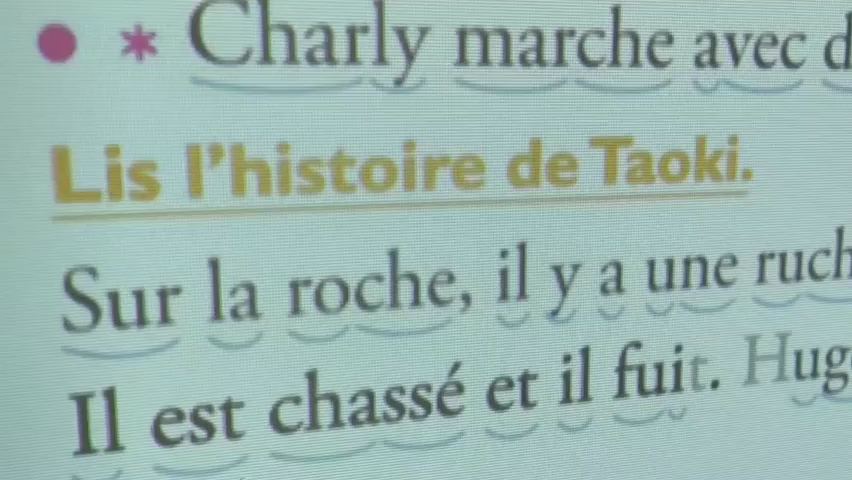 Charly marche avec
Lis l'histoire de Taoki.
Sur la roche, il y a une
Il est chassé et il fuit.